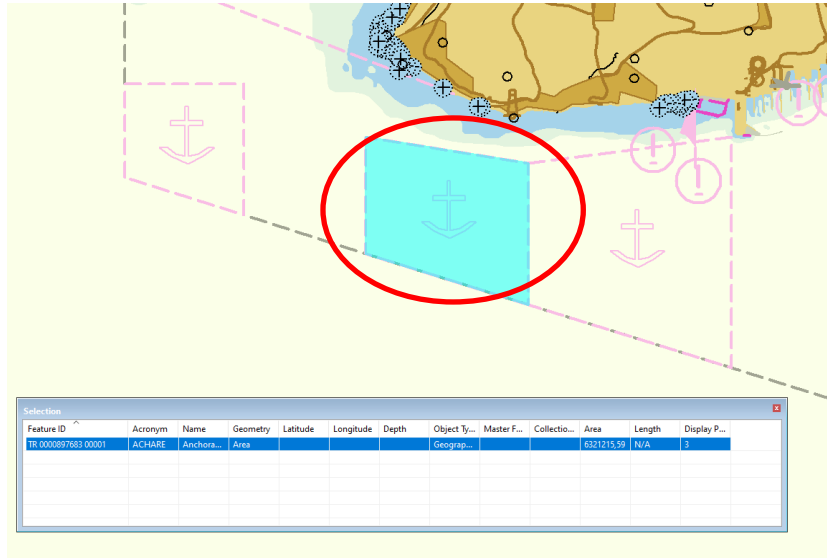 Selection
Feature ID Acronym Name Geometry Latitude Longitude Depth Object Ty... Master F... Collectio... Area Length Display P...
TR 0000897683 00001 ACHARE Anchora... Area Geograp... 6321215,59 N/A 3